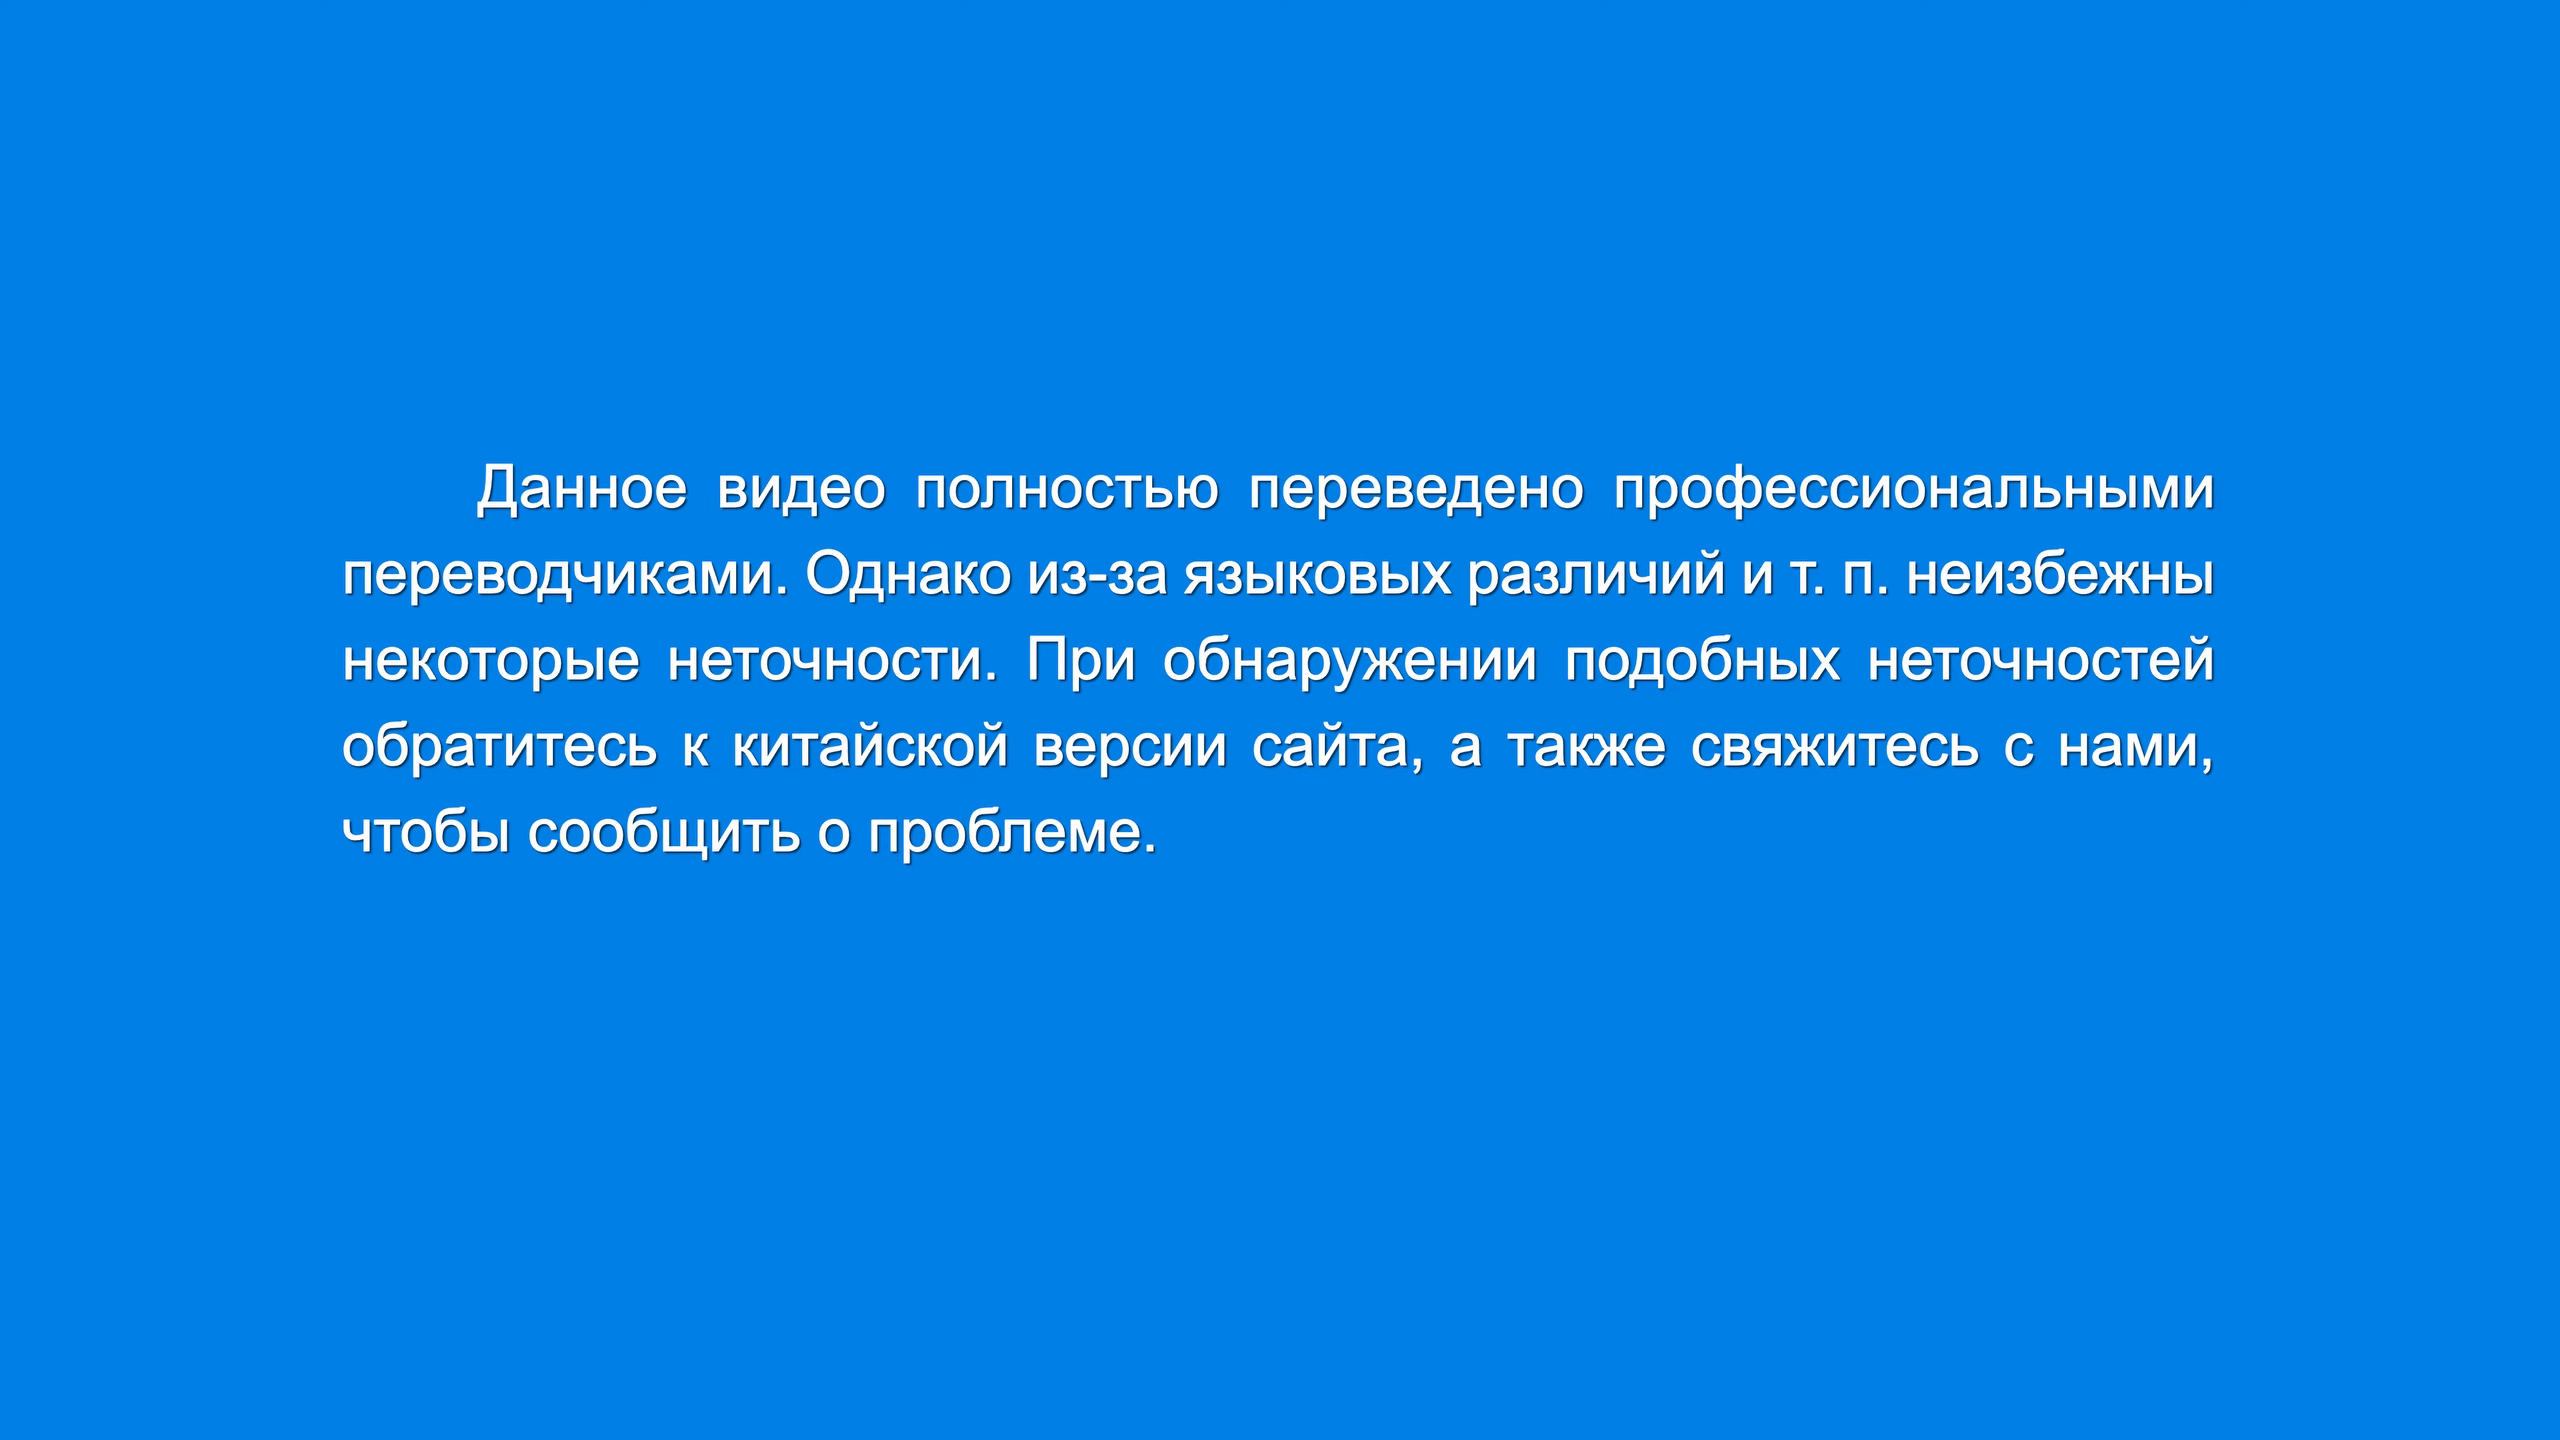 Данное видео полностью переведено профессиональными
переводчиками. Однако из-за языковых различий и т. п. неизбежны
некоторые неточности. При обнаружении подобных неточностей
обратитесь к китайской версии сайта, а также свяжитесь с нами,
чтобы сообщить о проблеме.